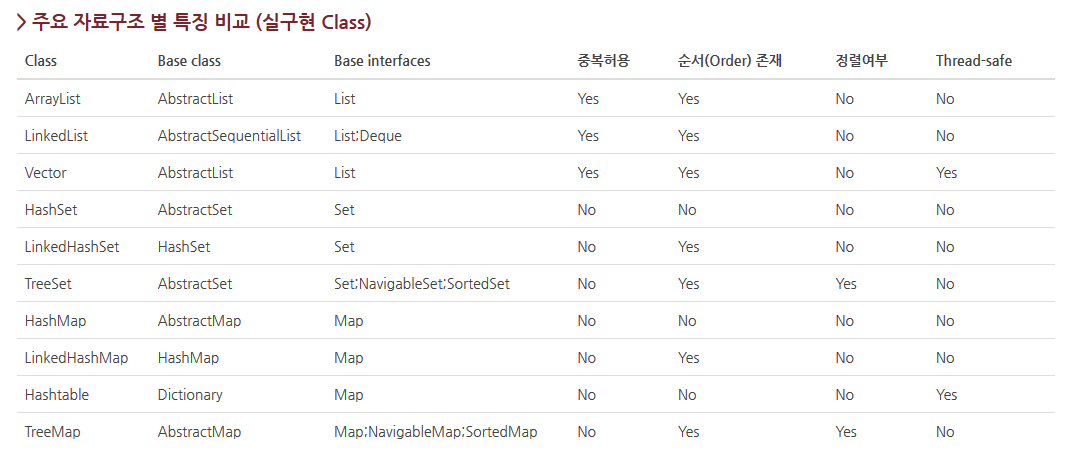 > 주요 자료구조 별 특징 비교 (실구현 Class)
Class Base class Base interfaces 중복허용 순서(Order) 존재 정렬여부 Thread-safe
ArrayList AbstractList List Yes Yes No No
LinkedList AbstractSequentialList List;Deque Yes Yes No No
Vector AbstractList List Yes Yes No Yes
HashSet AbstractSet Set No No No No
LinkedHashSet HashSet Set No Yes No No
TreeSet AbstractSet Set;NavigableSet;SortedSet No Yes Yes No
HashMap AbstractMap Map No No No No
LinkedHashMap HashMap Map No Yes No No
Hashtable Dictionary Map No No No Yes
TreeMap AbstractMap Map;NavigableMap;SortedMap No Yes Yes No